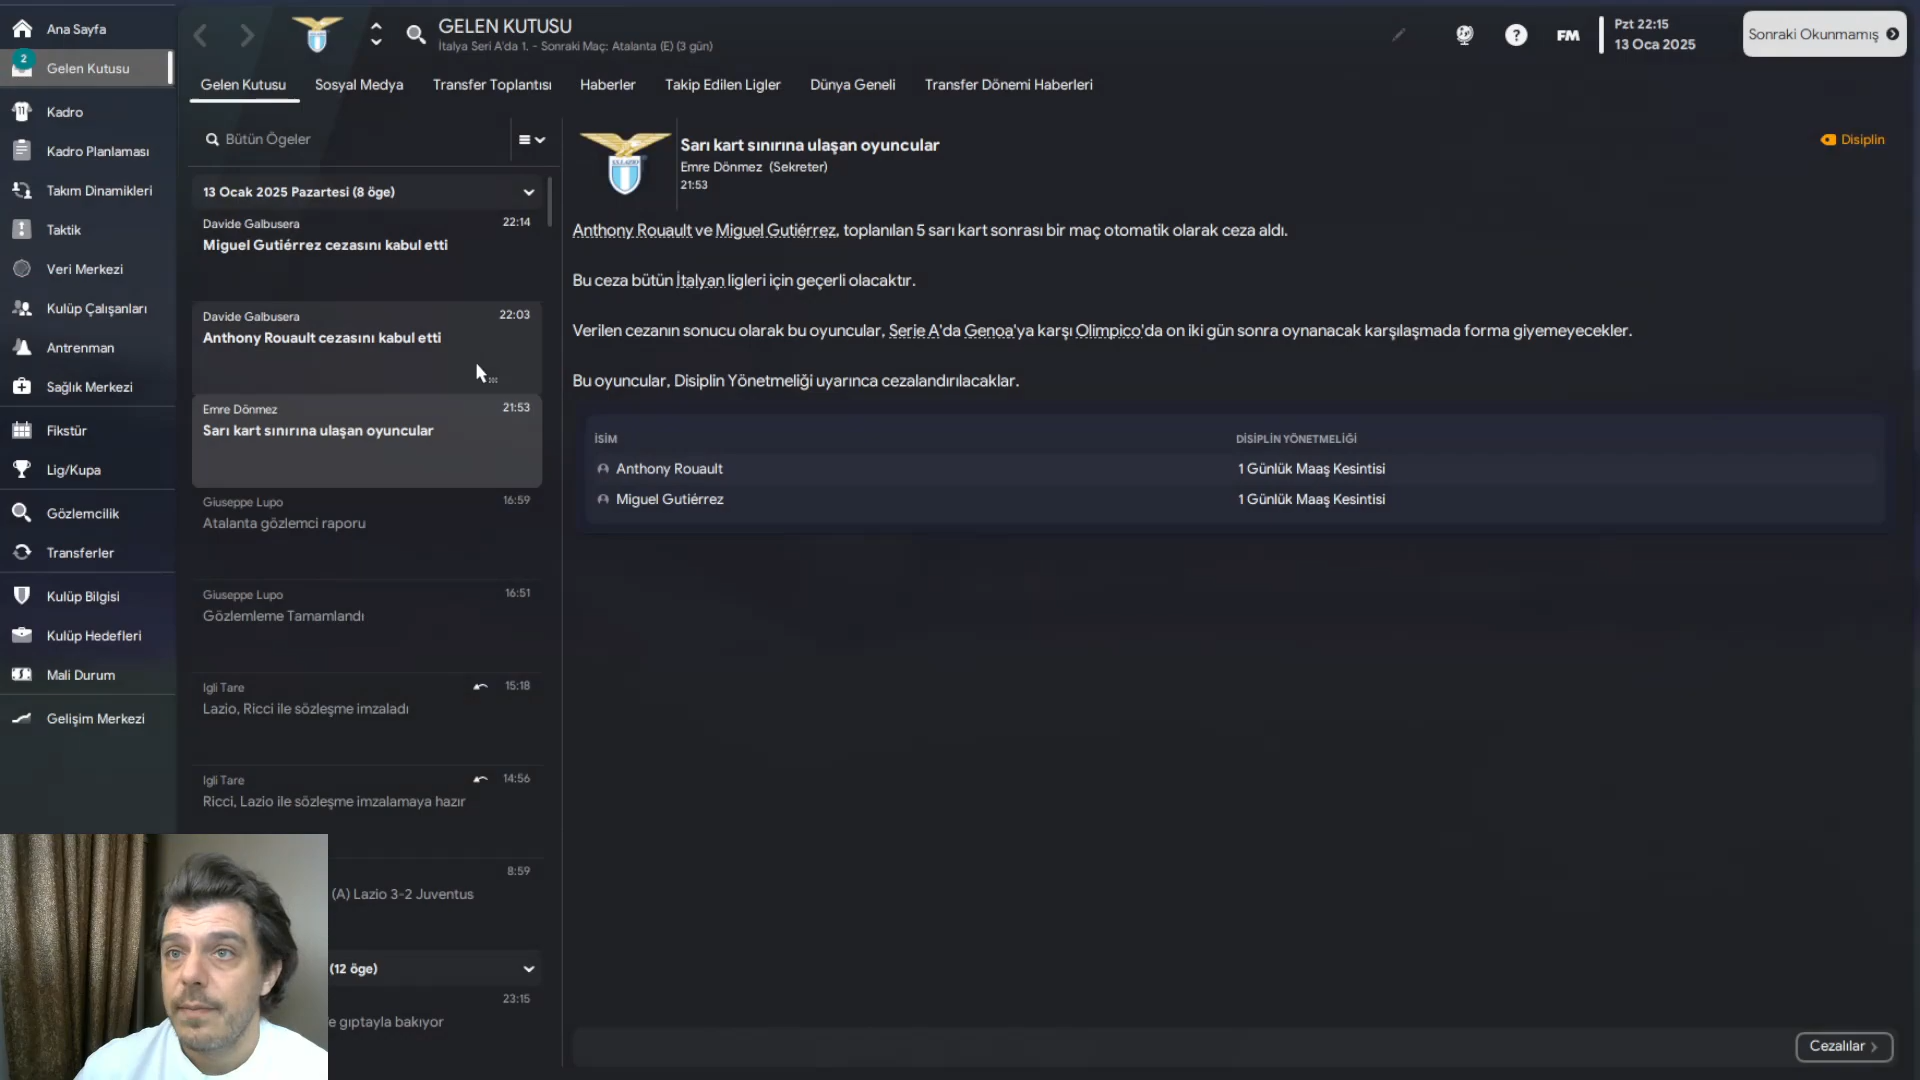 Ana Sayfa
2
Gelen Kutusu
Kadro
Kadro Planlaması
Takım Dinamikleri
Taktik
Veri Merkezi
Kulüp Çalışanları
Antrenman
Sağlık Merkezi
Fikstür
Lig/Kupa
Gözlemcilik
Transferler
Kulüp Bilgisi
Kulüp Hedefleri
Mali Durum
Gelişim Merkezi
GELEN KUTUSU
İtalya Seri A'da 1. - Sonraki Maç: Atalanta (E) (3 gün)
FM
Pzt 22:15
13 Oca 2025
Sonraki Okunmamış
Gelen Kutusu
Sosyal Medya
Transfer Toplantısı
Haberler
Takip Edilen Ligler
Dünya Geneli
Transfer Dönemi Haberleri
Bütün Ögeler
13 Ocak 2025 Pazartesi (8 öge)
Davide Galbusera 22:14
Miguel Gutiérrez cezasını kabul etti
Davide Galbusera 22:03
Anthony Rouault cezasını kabul etti
Emre Dönmez 21:53
Sarı kart sınırına ulaşan oyuncular
Giuseppe Lupo 16:59
Atalanta gözlemci raporu
Giuseppe Lupo 16:51
Gözlemleme Tamamlandı
Igli Tare 15:18
Lazio, Ricci ile sözleşme imzaladı
Igli Tare 14:56
Ricci, Lazio ile sözleşme imzalamaya hazır
8:59
(A) Lazio 3-2 Juventus
(12 öge)
23:15
gıptayla bakıyor
Sarı kart sınırına ulaşan oyuncular
Emre Dönmez (Sekreter)
21:53
Disiplin
Anthony Rouault ve Miguel Gutiérrez, toplanılan 5 sarı kart sonrası bir maç otomatik olarak ceza aldı.
Bu ceza bütün İtalyan ligleri için geçerli olacaktır.
Verilen cezanın sonucu olarak bu oyuncular, Serie A'da Genoa'ya karşı Olimpico'da on iki gün sonra oynanacak karşılaşmada forma giyemeyecekler.
Bu oyuncular, Disiplin Yönetmeliği uyarınca cezalandırılacaklar.
İSİM DİSİPLİN YÖNETMELİĞİ
Anthony Rouault 1 Günlük Maaş Kesintisi
Miguel Gutiérrez 1 Günlük Maaş Kesintisi
Cezalılar